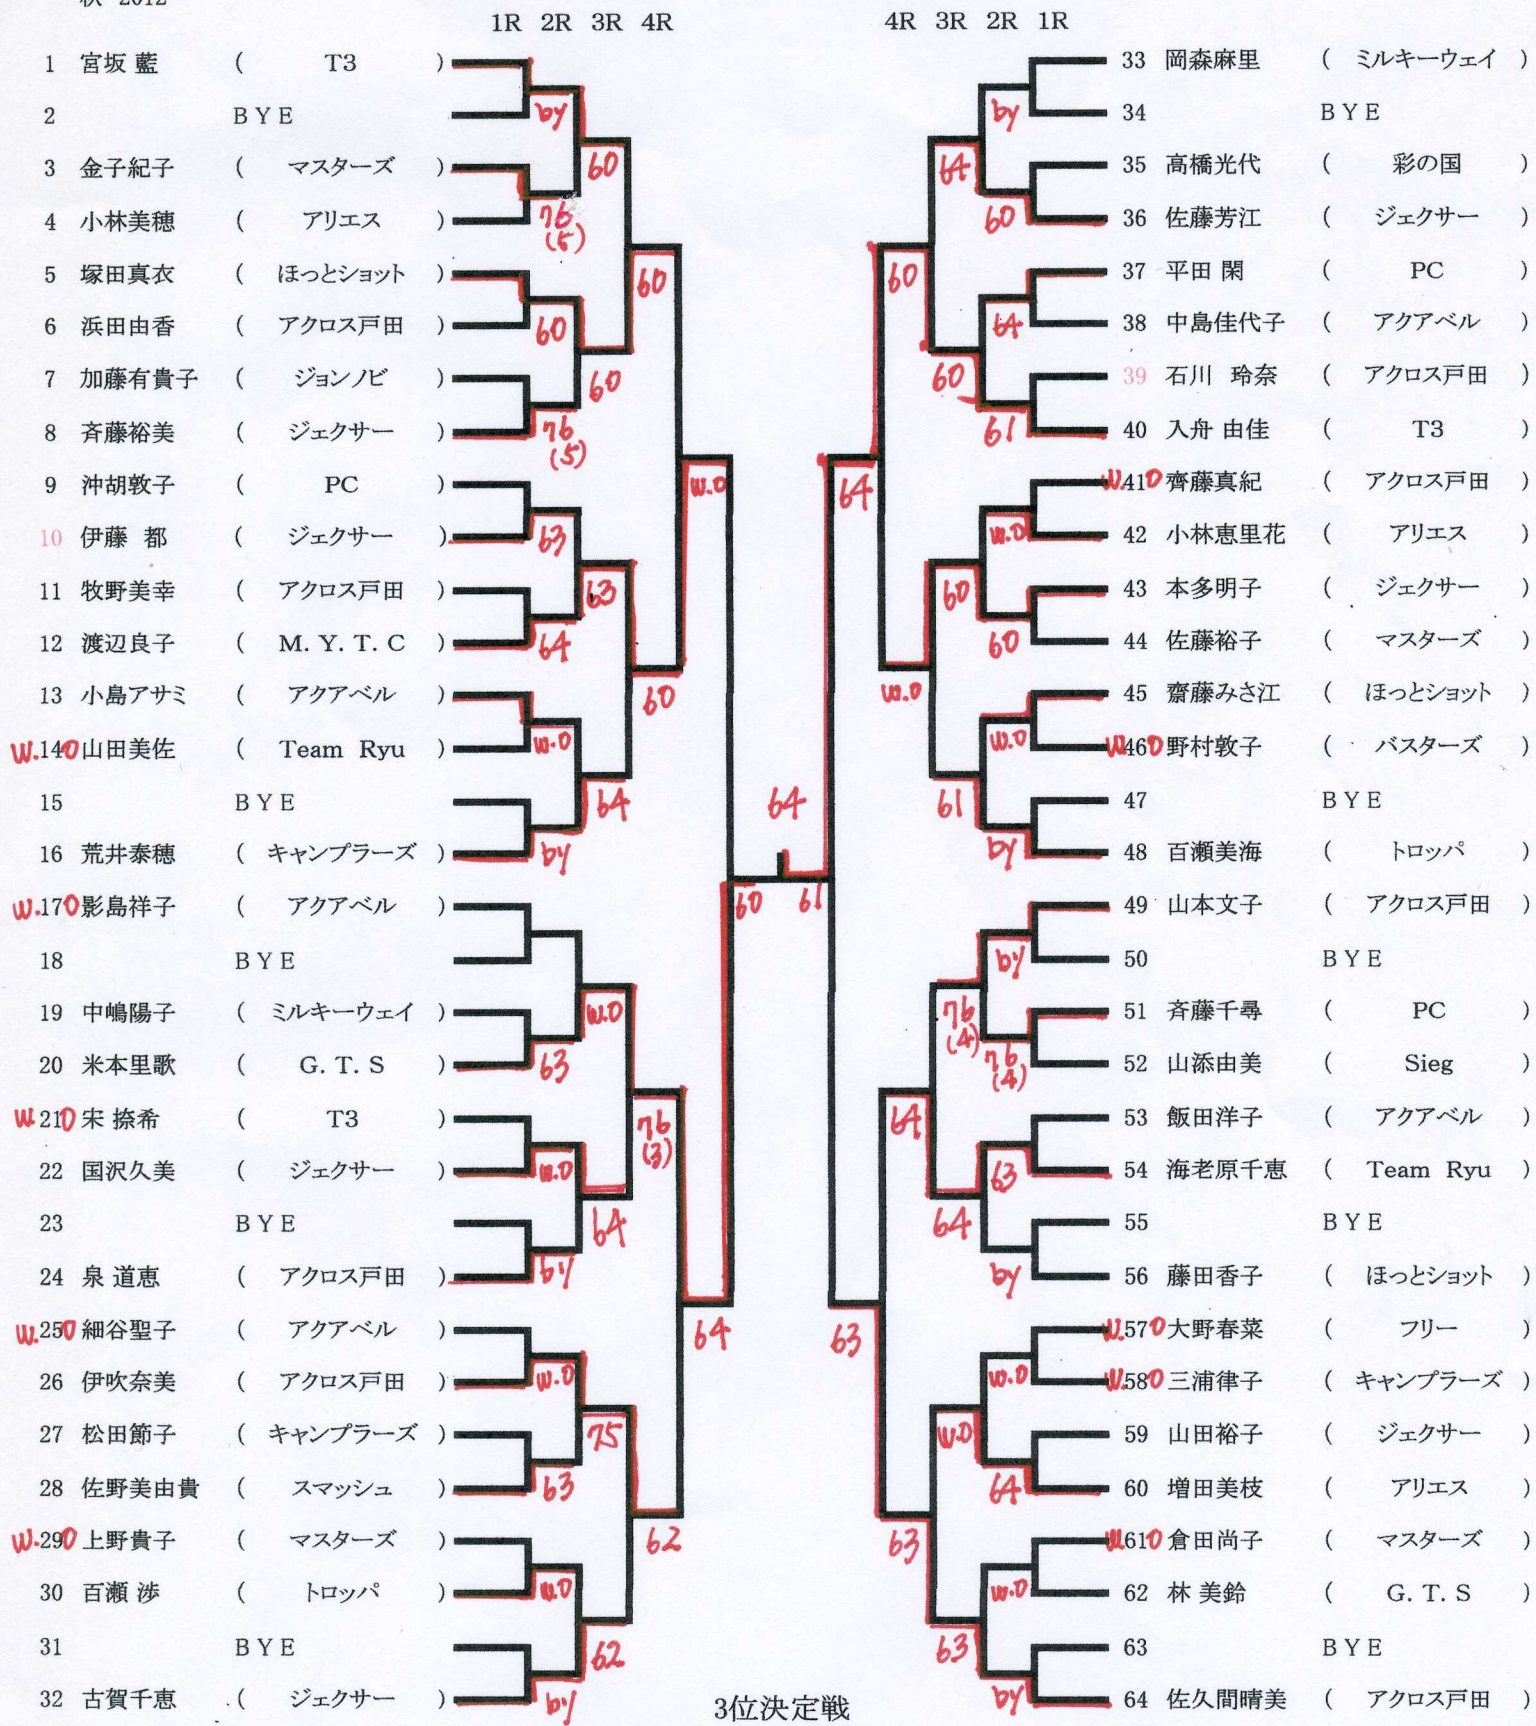 秋 2012
1R 2R 3R 4R
4R 3R 2R 1R
1 宮坂 藍 ( T3 )
2 BYE
by
3 金子紀子 ( マスターズ )
60
4 小林美穂 ( アリエス )
76
(5)
5 塚田真衣 ( ほっとショット )
60
6 浜田由香 ( アクロス戸田 )
60
7 加藤有貴子 ( ジョンノビ )
60
8 斉藤裕美 ( ジェクサー )
76
(5)
9 沖胡敦子 ( PC )
W.O
10 伊藤 都 ( ジェクサー )
63
11 牧野美幸 ( アクロス戸田 )
63
12 渡辺良子 ( M.Y.T.C )
64
13 小島アサミ ( アクアベル )
60
W.O 14 山田美佐 ( Team Ryu )
W.O
15 BYE
64
16 荒井泰穂 ( キャンプラーズ )
by
W.O 17 影島祥子 ( アクアベル )
18 BYE
19 中嶋陽子 ( ミルキーウェイ )
W.O
20 米本里歌 ( G.T.S )
63
W.O 21 宋 捺希 ( T3 )
76
(3)
22 国沢久美 ( ジェクサー )
W.O
23 BYE
64
24 泉 道恵 ( アクロス戸田 )
by
W.O 25 細谷聖子 ( アクアベル )
64
26 伊吹奈美 ( アクロス戸田 )
W.O
27 松田節子 ( キャンプラーズ )
75
28 佐野美由貴 ( スマッシュ )
63
W.O 29 上野貴子 ( マスターズ )
62
30 百瀬 渉 ( トロッパ )
W.O
31 BYE
62
32 古賀千恵 ( ジェクサー )
by
64
60 61
33 岡森麻里 ( ミルキーウェイ )
by
34 BYE
64
35 高橋光代 ( 彩の国 )
60
36 佐藤芳江 ( ジェクサー )
60
37 平田 閑 ( PC )
64
38 中島佳代子 ( アクアベル )
60
39 石川 玲奈 ( アクロス戸田 )
61
40 入舟 由佳 ( T3 )
64
W.O 41 齊藤真紀 ( アクロス戸田 )
W.O
42 小林恵里花 ( アリエス )
60
43 本多明子 ( ジェクサー )
60
44 佐藤裕子 ( マスターズ )
W.O
45 齋藤みさ江 ( ほっとショット )
W.O
W.O 46 野村敦子 ( バスターズ )
61
47 BYE
by
48 百瀬美海 ( トロッパ )
49 山本文子 ( アクロス戸田 )
by
50 BYE
76
(4)
51 斉藤千尋 ( PC )
76
(4)
52 山添由美 ( Sieg )
64
53 飯田洋子 ( アクアベル )
63
54 海老原千恵 ( Team Ryu )
64
55 BYE
by
56 藤田香子 ( ほっとショット )
63
W.O 57 大野春菜 ( フリー )
W.O
W.O 58 三浦律子 ( キャンプラーズ )
W.O
59 山田裕子 ( ジェクサー )
64
60 増田美枝 ( アリエス )
63
W.O 61 倉田尚子 ( マスターズ )
W.O
62 林 美鈴 ( G.T.S )
63
63 BYE
by
64 佐久間晴美 ( アクロス戸田 )
3位決定戦